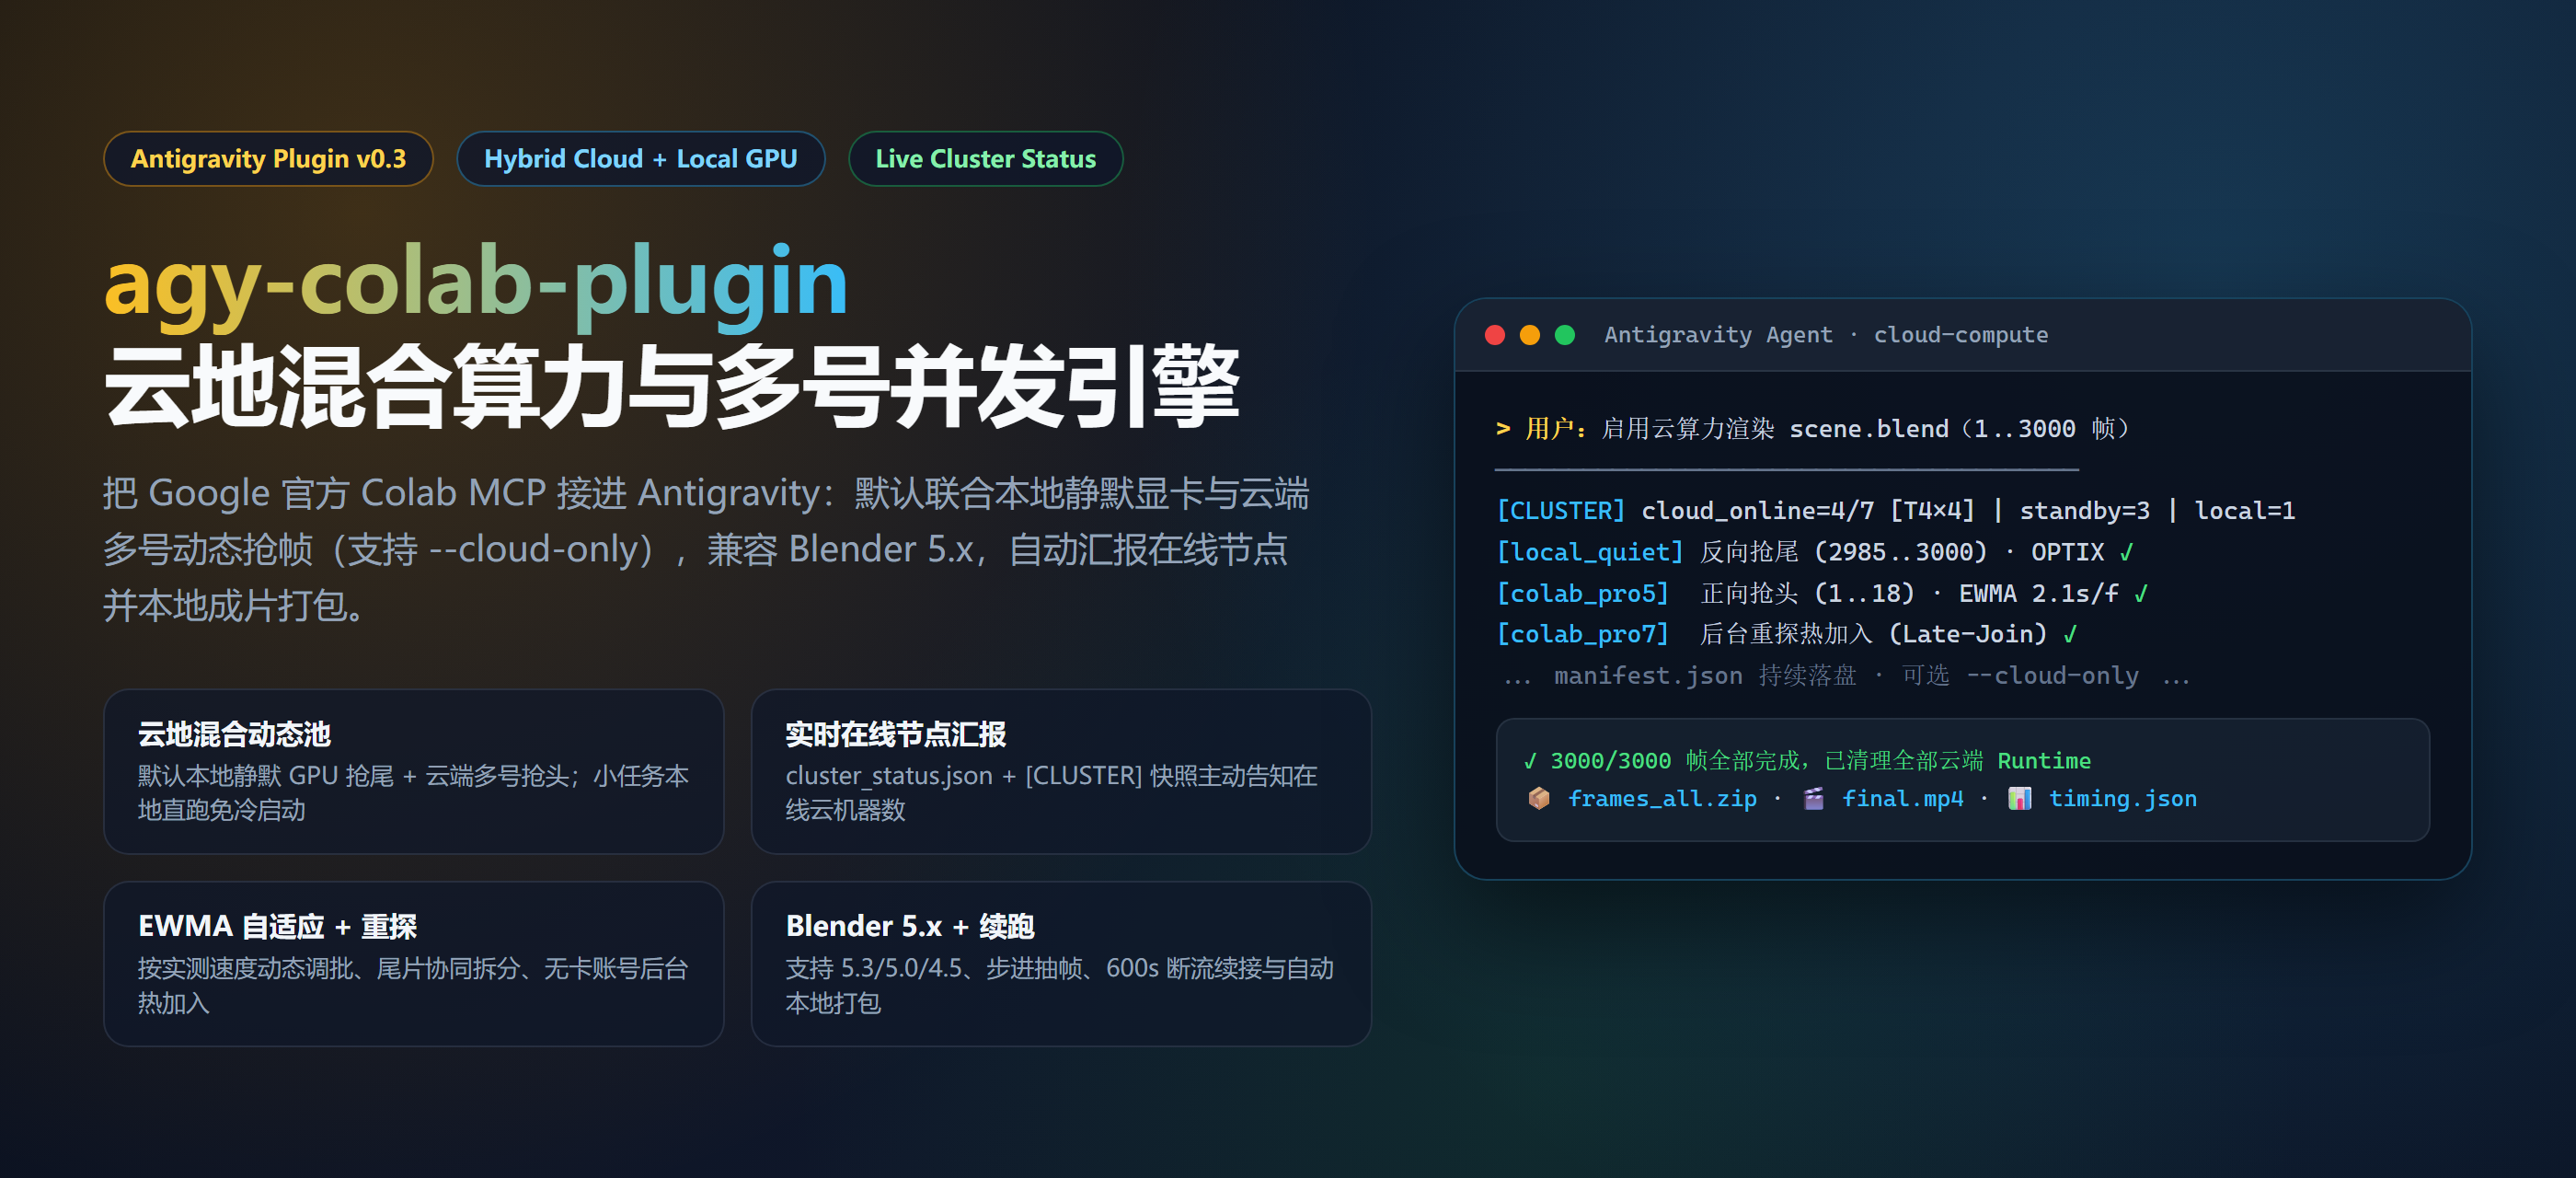 Antigravity Plugin v0.3
Hybrid Cloud + Local GPU
Live Cluster Status
agy-colab-plugin
云地混合算力与多号并发引擎
把 Google 官方 Colab MCP 接进 Antigravity：默认联合本地静默显卡与云端
多号动态抢帧（支持 --cloud-only），兼容 Blender 5.x，自动汇报在线节点
并本地成片打包。
云地混合动态池
默认本地静默 GPU 抢尾 + 云端多号抢头；小任务本
地直跑免冷启动
实时在线节点汇报
cluster_status.json + [CLUSTER] 快照主动告知在
线云机器数
EWMA 自适应 + 重探
按实测速度动态调批、尾片协同拆分、无卡账号后台
热加入
Blender 5.x + 续跑
支持 5.3/5.0/4.5、步进抽帧、600s 断流续接与自动
本地打包
Antigravity Agent · cloud-compute
> 用户：启用云算力渲染 scene.blend（1..3000 帧）
[CLUSTER] cloud_online=4/7 [T4×4] | standby=3 | local=1
[local_quiet] 反向抢尾 (2985..3000) · OPTIX ✓
[colab_pro5] 正向抢头 (1..18) · EWMA 2.1s/f ✓
[colab_pro7] 后台重探热加入 (Late-Join) ✓
... manifest.json 持续落盘 · 可选 --cloud-only ...
✓ 3000/3000 帧全部完成，已清理全部云端 Runtime
📦 frames_all.zip · 🎬 final.mp4 · 📊 timing.json